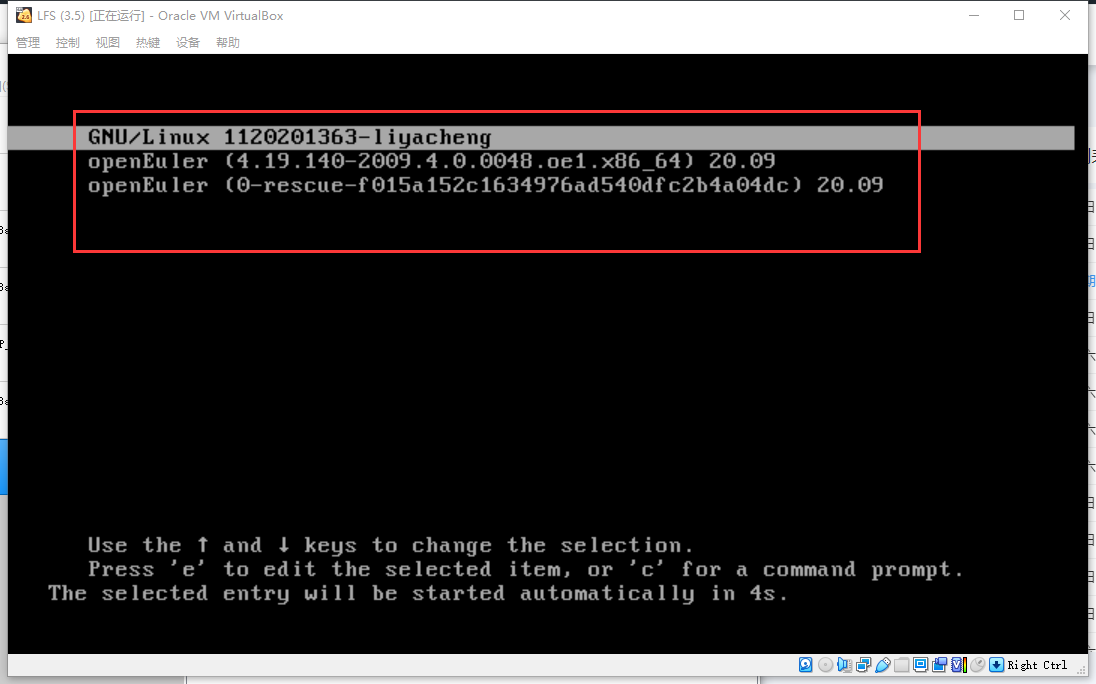 LFS (3.5) [正在运行] - Oracle VM VirtualBox
管理 控制 视图 热键 设备 帮助
GNU/Linux 1120201363-liyacheng
openEuler (4.19.140-2009.4.0.0048.oe1.x86_64) 20.09
openEuler (0-rescue-f015a152c1634976ad540dfc2b4a04dc) 20.09
Use the ↑ and ↓ keys to change the selection.
Press 'e' to edit the selected item, or 'c' for a command prompt.
The selected entry will be started automatically in 4s.
Right Ctrl